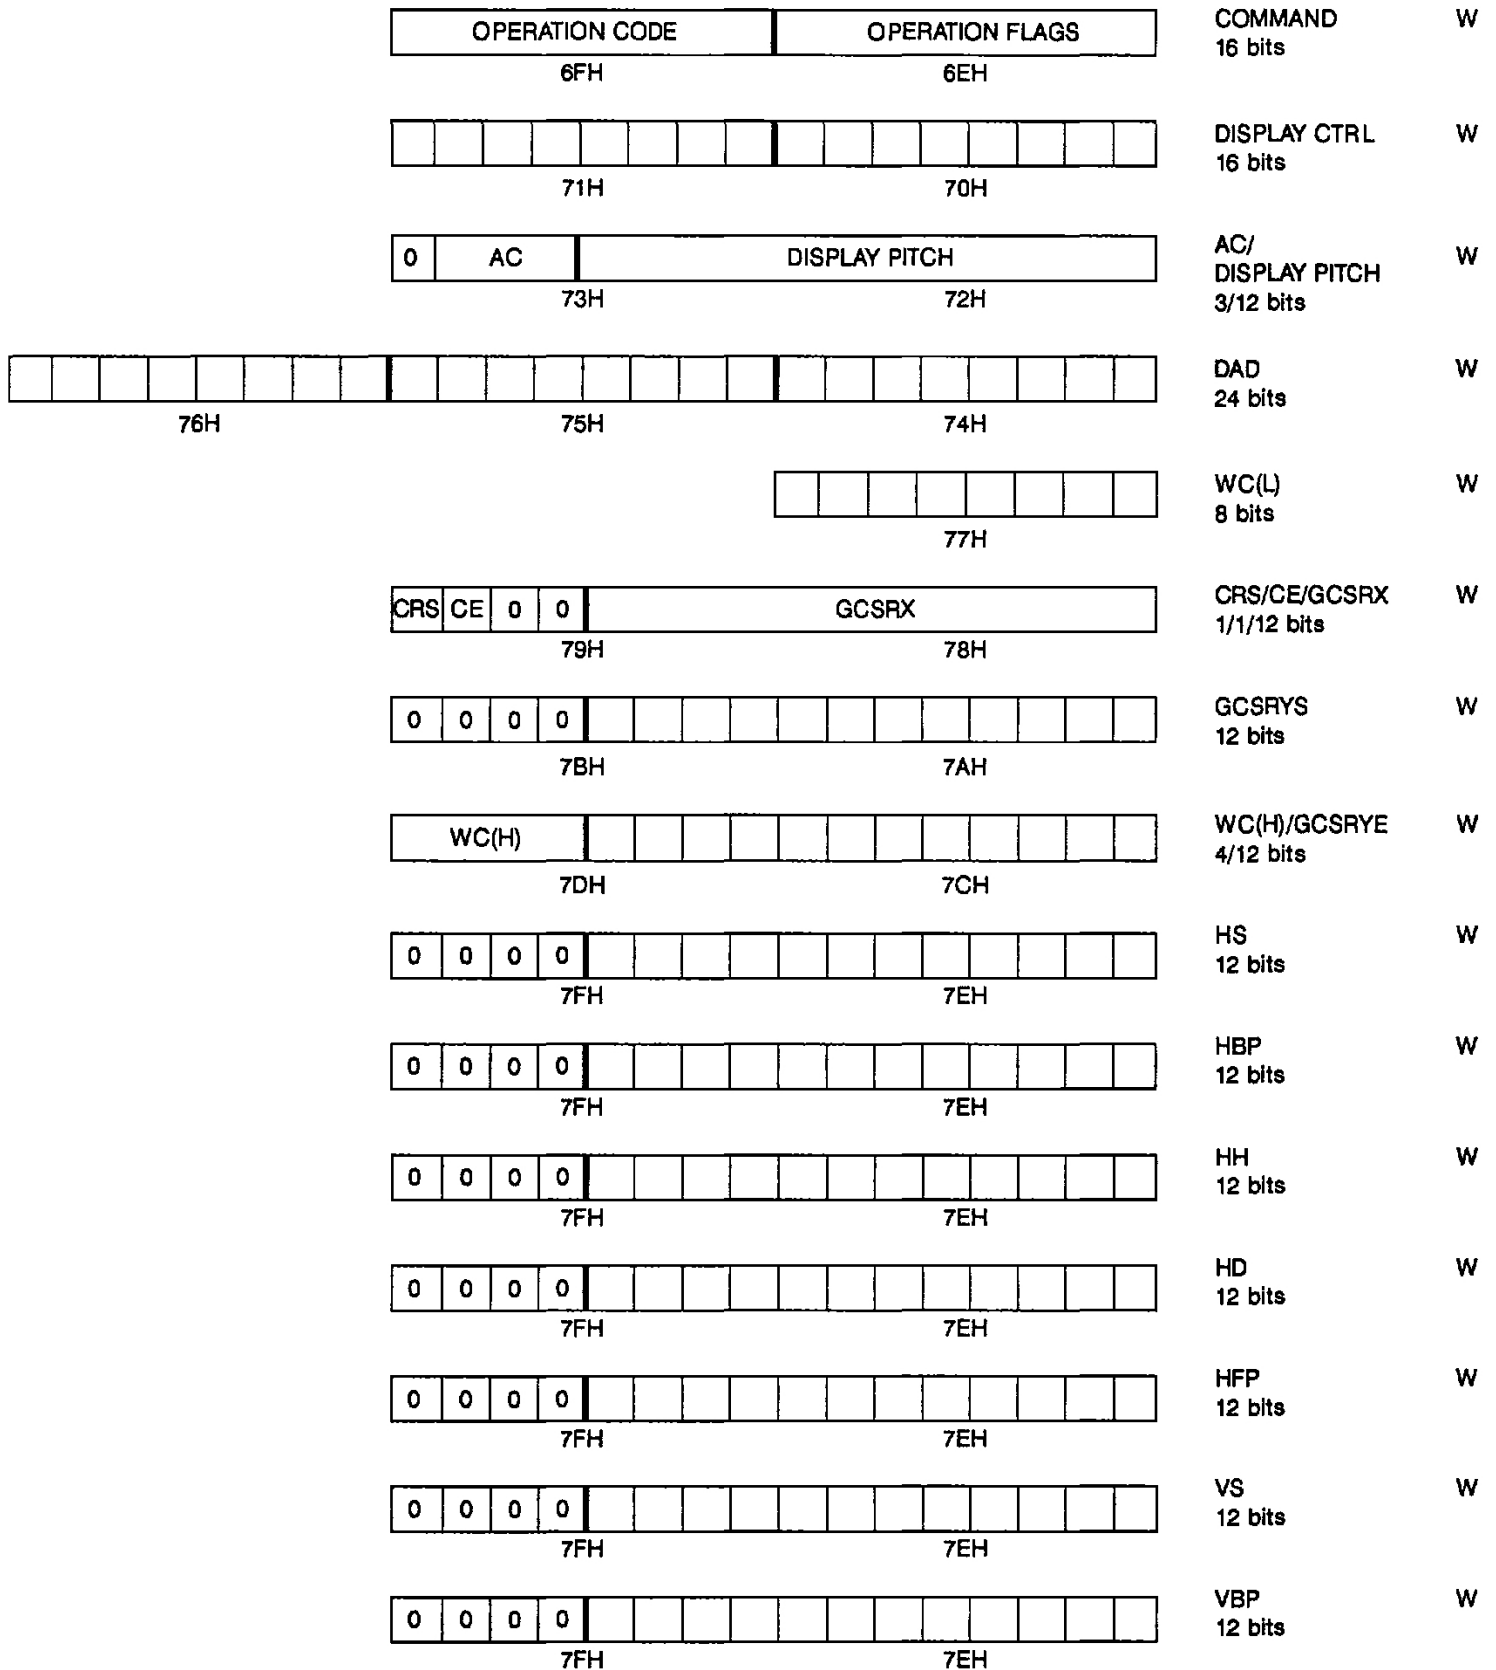 OPERATION CODE OPERATION FLAGS COMMAND W
16 bits
6FH 6EH
DISPLAY CTRL W
16 bits
71H 70H
0 AC DISPLAY PITCH AC/ W
DISPLAY PITCH
73H 72H 3/12 bits
DAD W
24 bits
76H 75H 74H
WC(L) W
8 bits
77H
CRS CE 0 0 GCSRX CRS/CE/GCSRX W
1/1/12 bits
79H 78H
0 0 0 0 GCSRYS W
12 bits
7BH 7AH
WC(H) WC(H)/GCSRYE W
4/12 bits
7DH 7CH
0 0 0 0 HS W
12 bits
7FH 7EH
0 0 0 0 HBP W
12 bits
7FH 7EH
0 0 0 0 HH W
12 bits
7FH 7EH
0 0 0 0 HD W
12 bits
7FH 7EH
0 0 0 0 HFP W
12 bits
7FH 7EH
0 0 0 0 VS W
12 bits
7FH 7EH
0 0 0 0 VBP W
12 bits
7FH 7EH